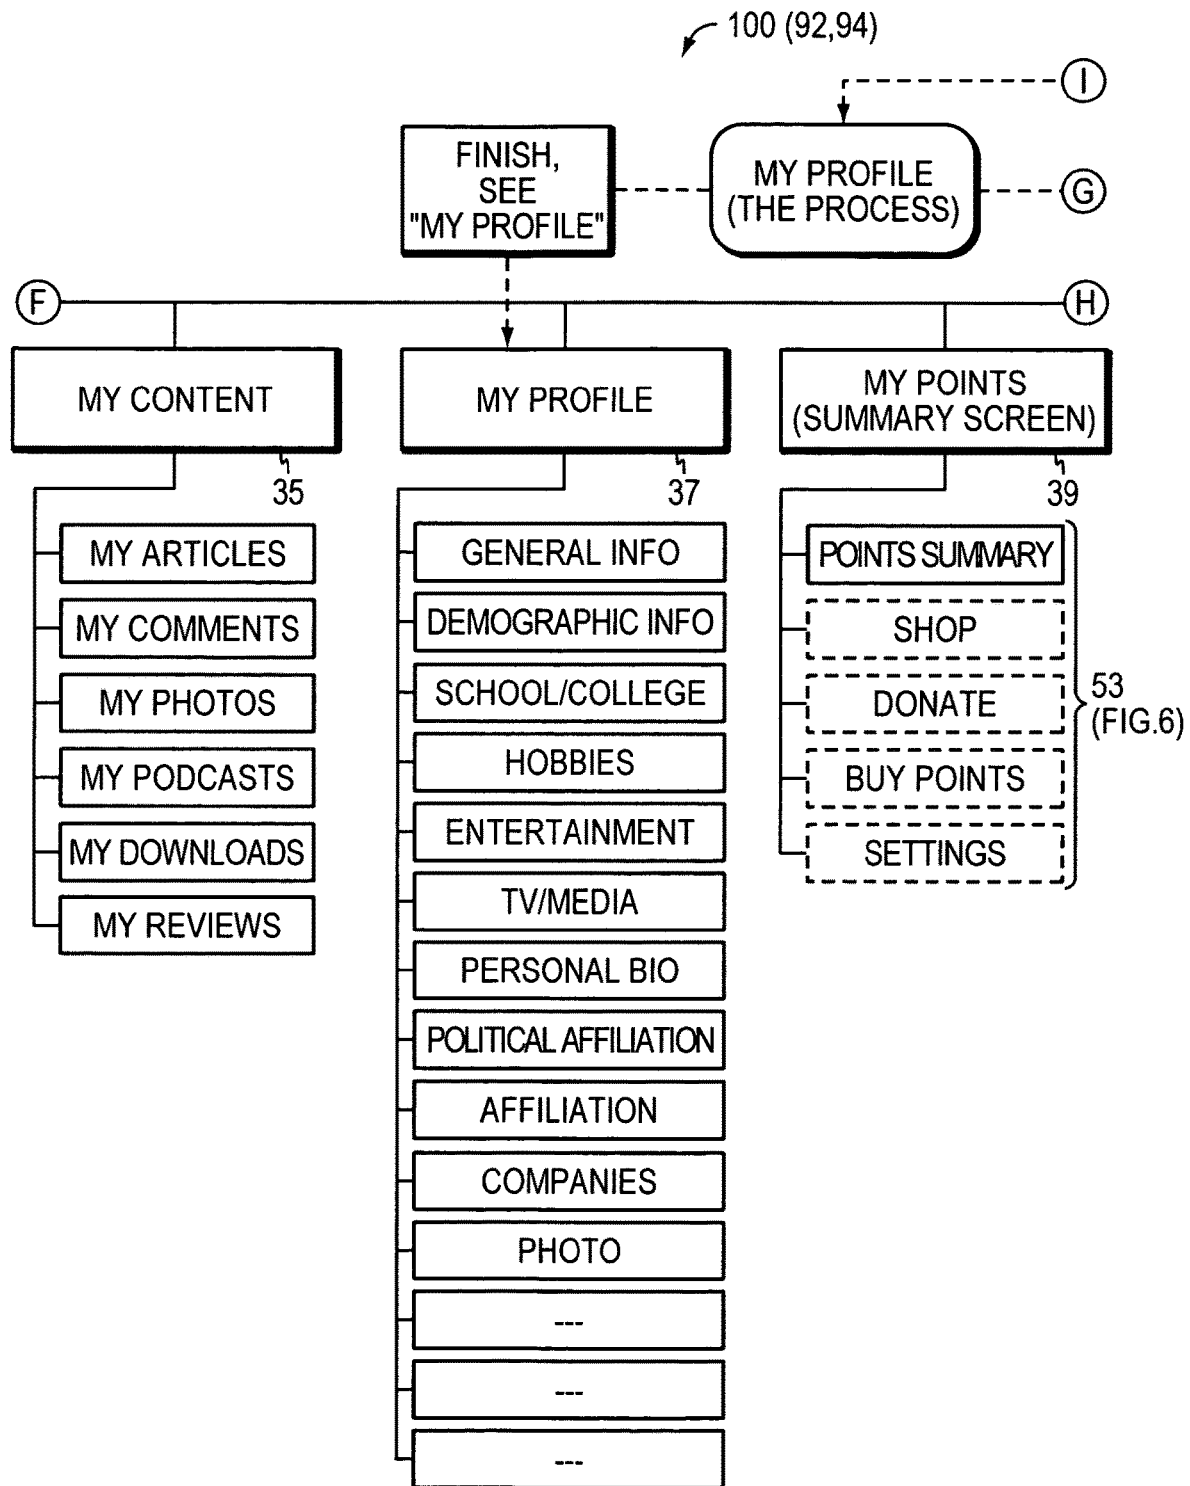 100 (92,94)
I
FINISH,
SEE
"MY PROFILE"
MY PROFILE
(THE PROCESS)
G
F
H
MY CONTENT
35
MY PROFILE
37
MY POINTS
(SUMMARY SCREEN)
39
MY ARTICLES
MY COMMENTS
MY PHOTOS
MY PODCASTS
MY DOWNLOADS
MY REVIEWS
GENERAL INFO
DEMOGRAPHIC INFO
SCHOOL/COLLEGE
HOBBIES
ENTERTAINMENT
TV/MEDIA
PERSONAL BIO
POLITICAL AFFILIATION
AFFILIATION
COMPANIES
PHOTO
---
---
---
POINTS SUMMARY
SHOP
DONATE
BUY POINTS
SETTINGS
53
(FIG.6)